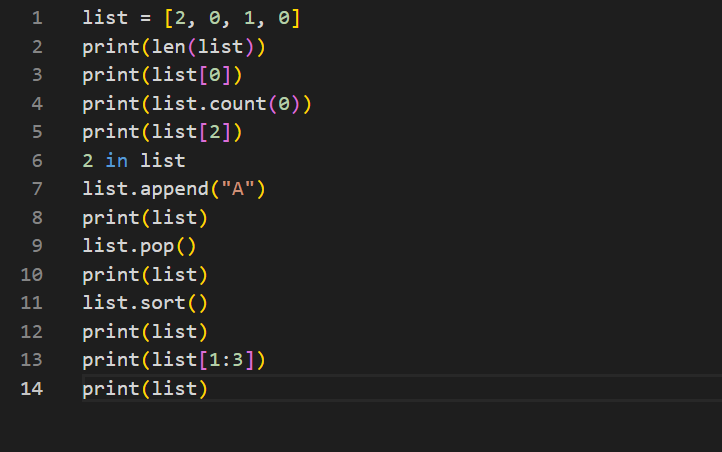 1 list = [2, 0, 1, 0]
2 print(len(list))
3 print(list[0])
4 print(list.count(0))
5 print(list[2])
6 2 in list
7 list.append("A")
8 print(list)
9 list.pop()
10 print(list)
11 list.sort()
12 print(list)
13 print(list[1:3])
14 print(list)